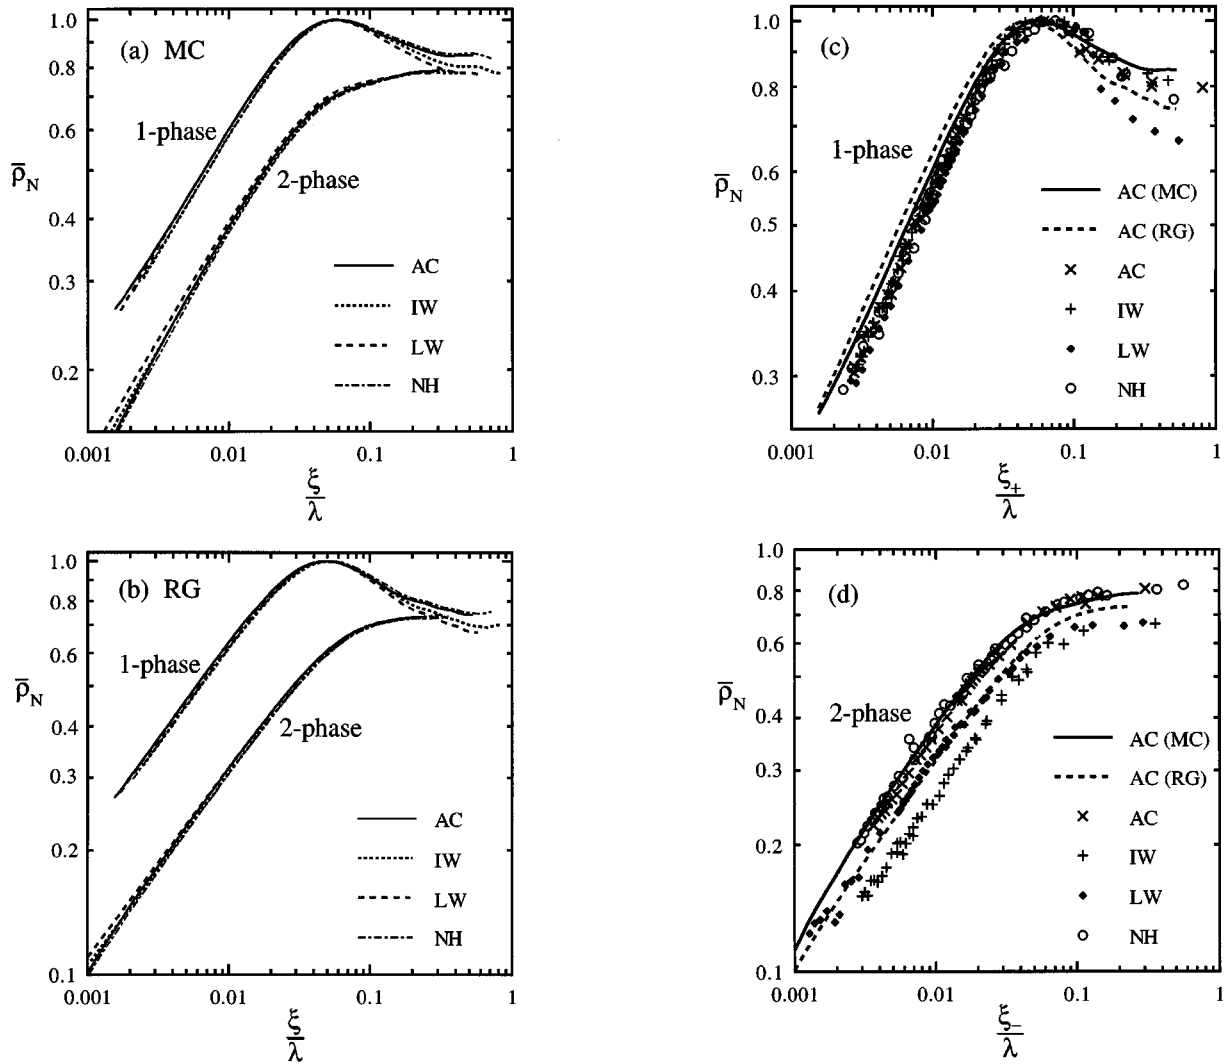 (a) MC
1.0
0.8
0.6
0.4
0.3
0.2
ρ̄N
1-phase
2-phase
AC
IW
LW
NH
0.001
0.01
0.1
1
ξ
λ
(b) RG
1.0
0.8
0.6
0.4
0.3
0.2
0.1
ρ̄N
1-phase
2-phase
AC
IW
LW
NH
0.001
0.01
0.1
1
ξ
λ
(c)
1.0
0.8
0.6
0.5
0.4
0.3
ρ̄N
1-phase
AC (MC)
AC (RG)
AC
IW
LW
NH
0.001
0.01
0.1
1
ξ+
λ
(d)
1.0
0.8
0.6
0.4
0.3
0.2
0.1
ρ̄N
2-phase
AC (MC)
AC (RG)
AC
IW
LW
NH
0.001
0.01
0.1
1
ξ−
λ